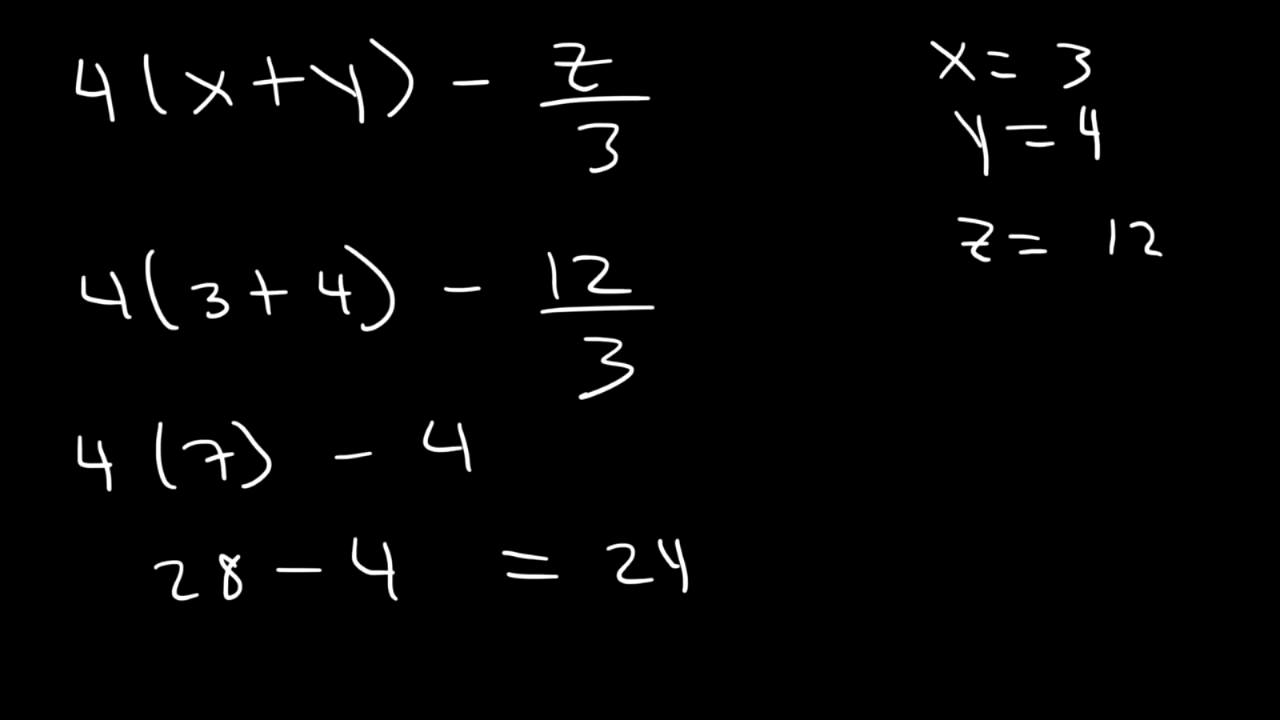 4(x+y) - z/3
x = 3
y = 4
z = 12
4(3+4) - 12/3
4(7) - 4
28 - 4 = 24